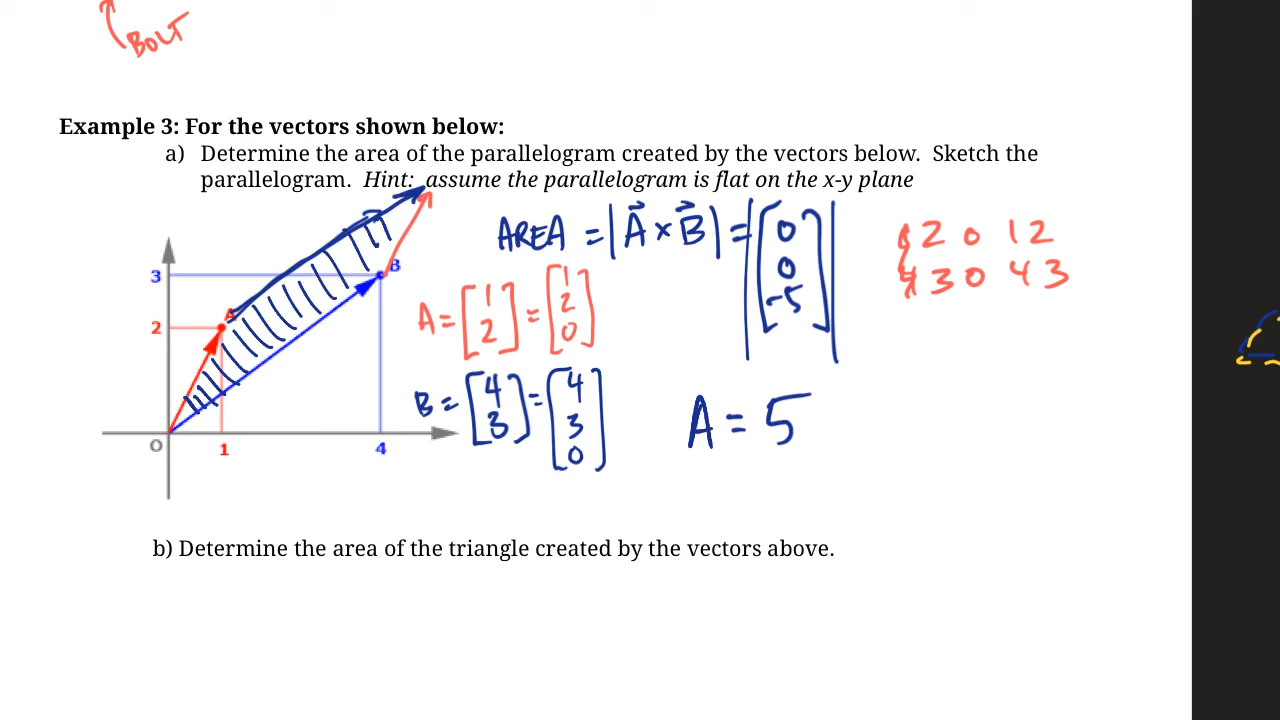 BOLT
Example 3: For the vectors shown below:
a) Determine the area of the parallelogram created by the vectors below. Sketch the
parallelogram. Hint: assume the parallelogram is flat on the x-y plane
AREA = |A⃗ × B⃗| = |[0 0 -5]|
2 0 1 2
3 0 4 3
A = [1 2] = [1 2 0]
B = [4 3] = [4 3 0]
A = 5
3
B
2
A
O
1
4
b) Determine the area of the triangle created by the vectors above.